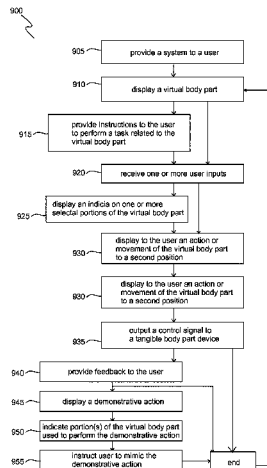 900
905
provide a system to a user
910
display a virtual body part
915
provide instructions to the user
to perform a task related to the
virtual body part
920
receive one or more user inputs
925
display an indicia on one or more
selectal portions of the virtual body part
930
display to the user an action or
movement of the virtual body part
to a second position
930
display to the user an action or
movement of the virtual body part
to a second position
935
output a control signal to
a tangible body part device
940
provide feedback to the user
945
display a demonstrative action
950
indicate portion(s) of the virtual body part
used to perform the demonstrative action
955
instruct user to mimic the
demonstrative action
end